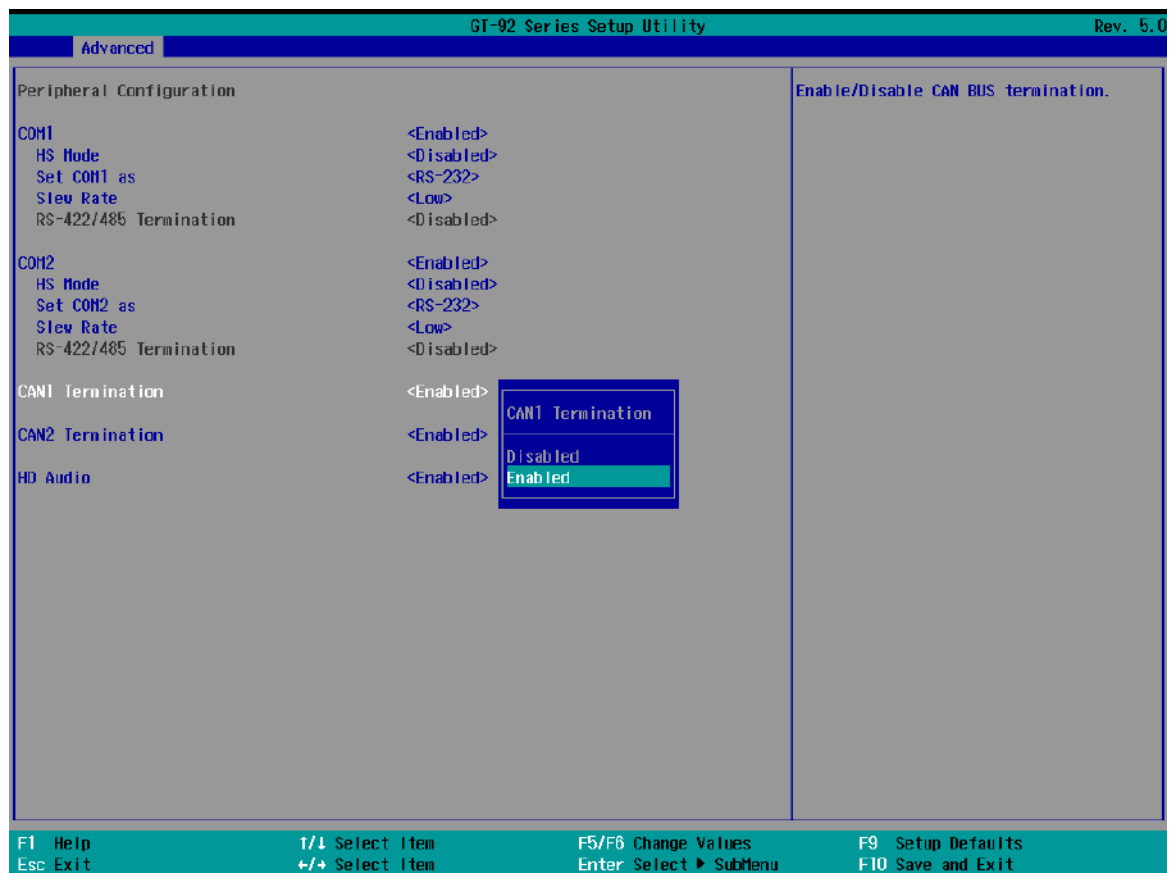 GT-92 Series Setup Utility Rev. 5.0
Advanced
Peripheral Configuration Enable/Disable CAN BUS termination.
COM1 <Enabled>
HS Mode <Disabled>
Set COM1 as <RS-232>
Slew Rate <Low>
RS-422/485 Termination <Disabled>
COM2 <Enabled>
HS Mode <Disabled>
Set COM2 as <RS-232>
Slew Rate <Low>
RS-422/485 Termination <Disabled>
CAN1 Termination <Enabled>
CAN1 Termination
CAN2 Termination <Enabled>
Disabled
HD Audio <Enabled> Enabled
F1 Help ↑/↓ Select Item F5/F6 Change Values F9 Setup Defaults
Esc Exit ←/→ Select Item Enter Select ▶ SubMenu F10 Save and Exit